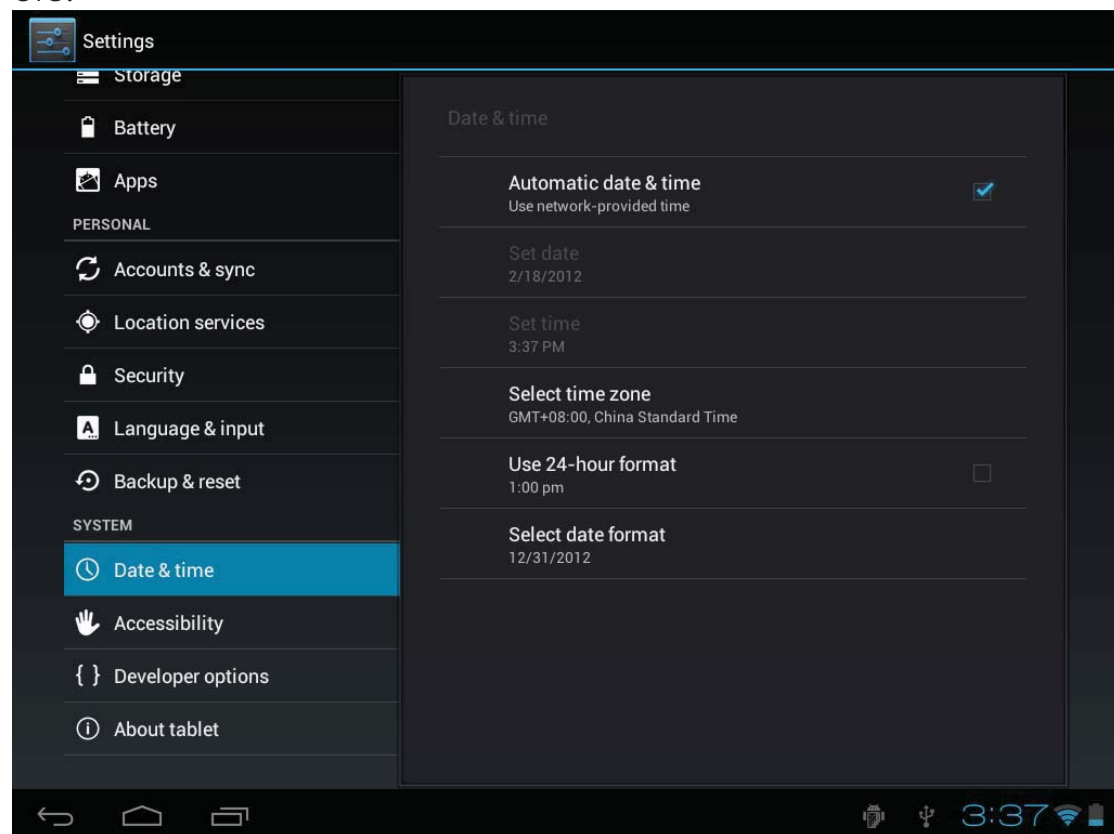 Settings
Storage
Battery
Apps
PERSONAL
Accounts & sync
Location services
Security
Language & input
Backup & reset
SYSTEM
Date & time
Accessibility
{ } Developer options
About tablet
Date & time
Automatic date & time
Use network-provided time
Set date
2/18/2012
Set time
3:37 PM
Select time zone
GMT+08:00, China Standard Time
Use 24-hour format
1:00 pm
Select date format
12/31/2012
3:37